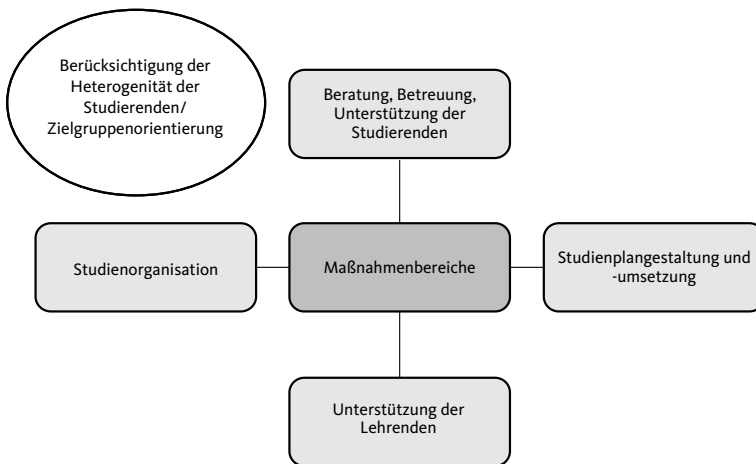 Berücksichtigung der
Heterogenität der
Studierenden/
Zielgruppenorientierung
Beratung, Betreuung,
Unterstützung der
Studierenden
Studienorganisation
Maßnahmenbereiche
Studienplangestaltung und
-umsetzung
Unterstützung der
Lehrenden